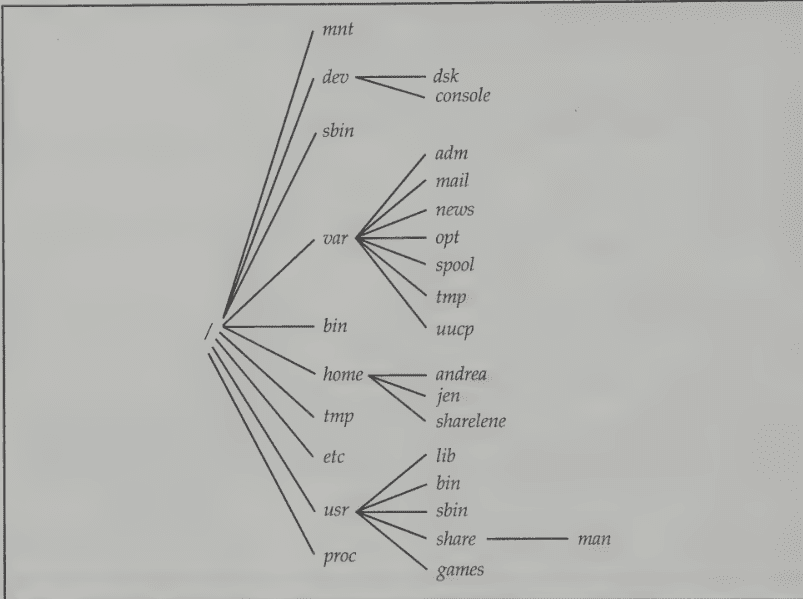 mnt
dev
dsk
console
sbin
var
adm
mail
news
opt
spool
tmp
uucp
/
bin
home
andrea
jen
sharelene
tmp
etc
usr
lib
bin
sbin
share
man
games
proc